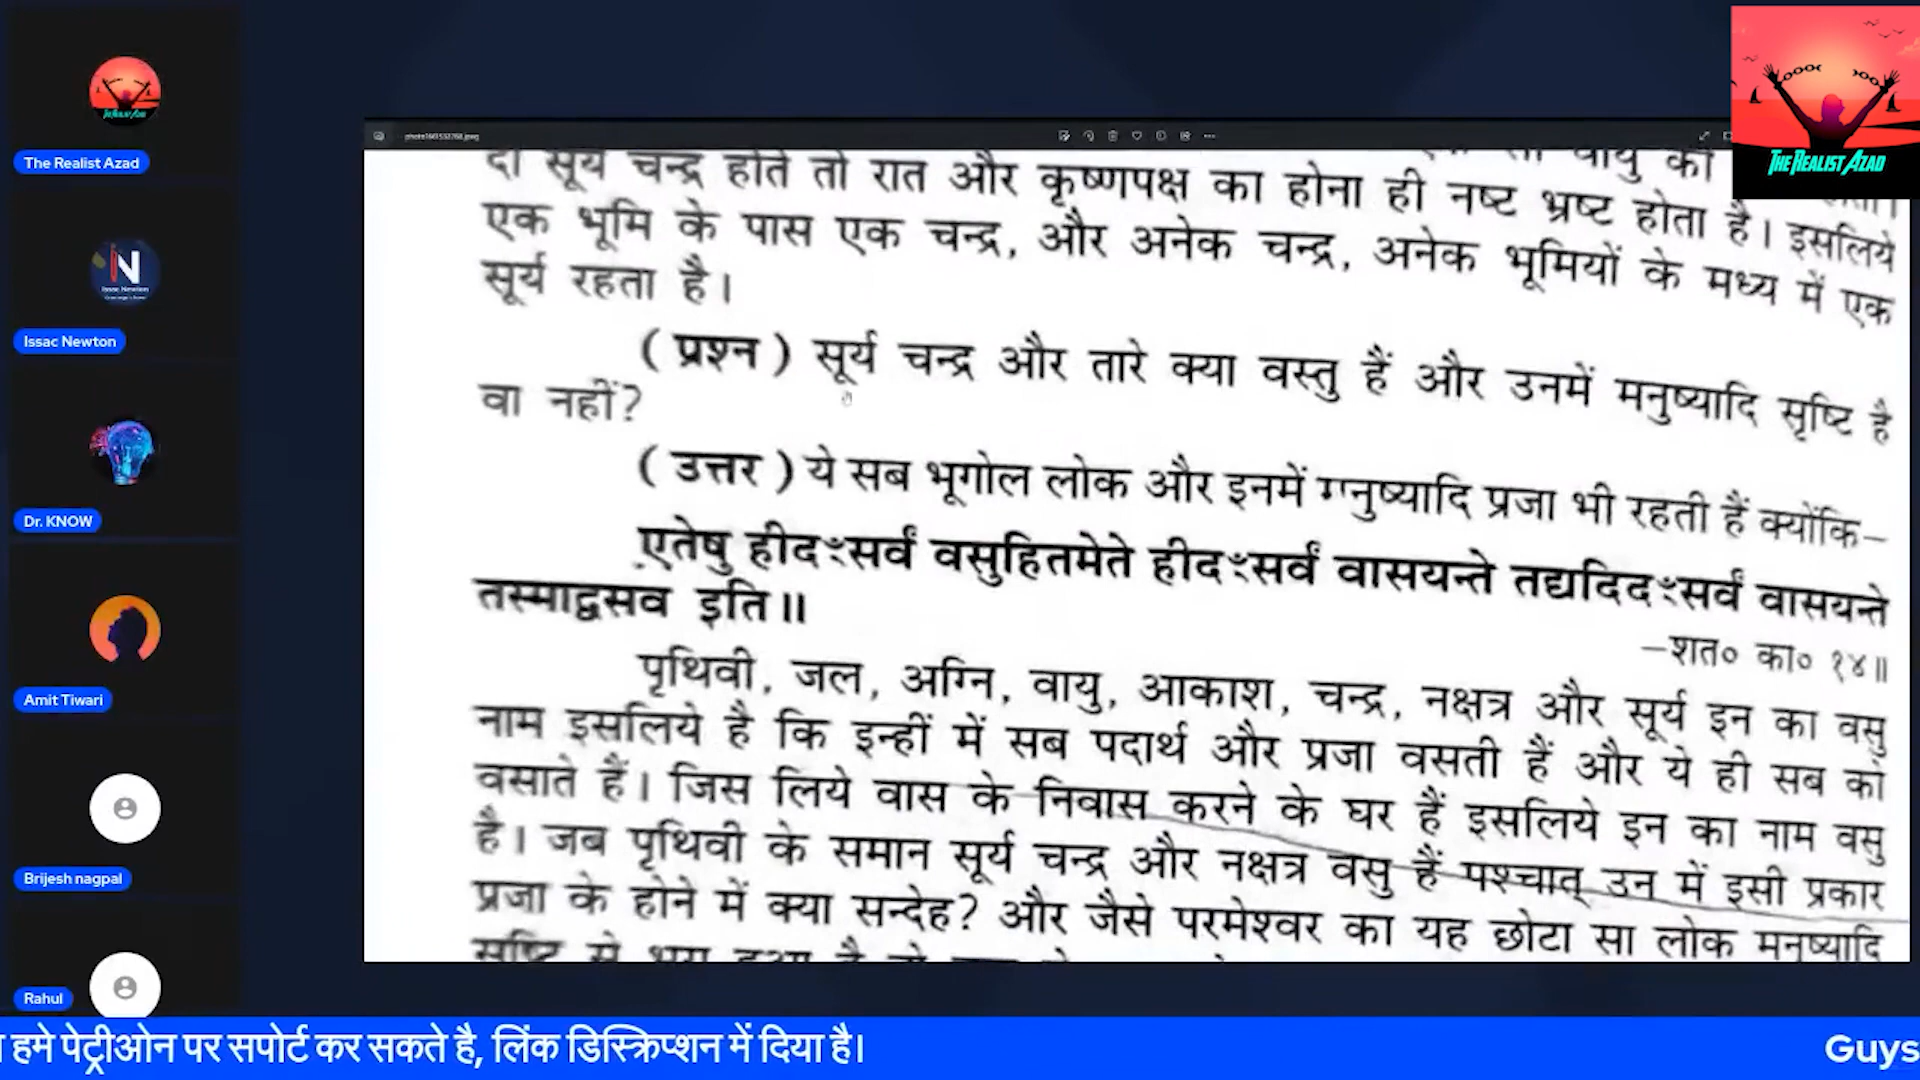 The Realist Azad
Issac Newton
Dr. KNOW
Amit Tiwari
Brijesh nagpal
Rahul
THE REALIST AZAD
वायु की
दो सूर्य चन्द्र होते तो रात और कृष्णपक्ष का होना ही नष्ट भ्रष्ट होता है। इसलिये
एक भूमि के पास एक चन्द्र, और अनेक चन्द्र, अनेक भूमियों के मध्य में एक
सूर्य रहता है।
( प्रश्न ) सूर्य चन्द्र और तारे क्या वस्तु हैं और उनमें मनुष्यादि सृष्टि है
वा नहीं?
( उत्तर ) ये सब भूगोल लोक और इनमें मनुष्यादि प्रजा भी रहती हैं क्योंकि–
एतेषु हीदꣳसर्वं वसुहितमेते हीदꣳसर्वं वासयन्ते तद्यदिदꣳसर्वं वासयन्ते
तस्माद्वसव इति॥
–शत० का० १४॥
पृथिवी, जल, अग्नि, वायु, आकाश, चन्द्र, नक्षत्र और सूर्य इन का वसु
नाम इसलिये है कि इन्हीं में सब पदार्थ और प्रजा वसती हैं और ये ही सब को
वसाते हैं। जिस लिये वास के निवास करने के घर हैं इसलिये इन का नाम वसु
है। जब पृथिवी के समान सूर्य चन्द्र और नक्षत्र वसु हैं पश्चात् उन में इसी प्रकार
प्रजा के होने में क्या सन्देह? और जैसे परमेश्वर का यह छोटा सा लोक मनुष्यादि
हमे पेट्रीओन पर सपोर्ट कर सकते है, लिंक डिस्क्रिप्शन में दिया है।
Guys